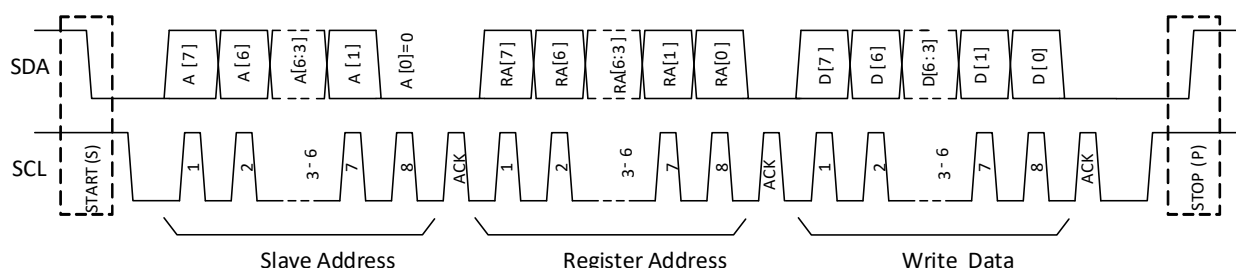 SDA
A [7]
A [6]
A[6:3]
A [1]
A [0]=0
RA[7]
RA[6]
RA[6:3]
RA[1]
RA[0]
D [7]
D [6]
D[6:3]
D [1]
D [0]
SCL
START (S)
1
2
3-6
7
8
ACK
1
2
3-6
7
8
ACK
1
2
3-6
7
8
ACK
STOP (P)
Slave Address
Register Address
Write Data